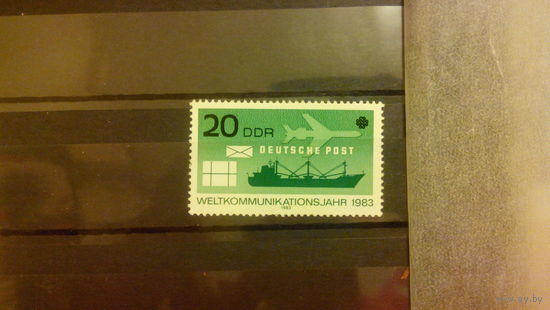 20 DDR
DEUTSCHE POST
WELTKOMMUNIKATIONSJAHR 1983
1983